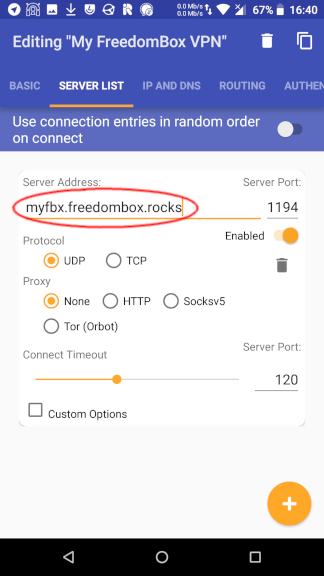 0.0 Mb/s
0.0 Mb/s
67% 16:40
Editing "My FreedomBox VPN"
BASIC SERVER LIST IP AND DNS ROUTING AUTHEN
Use connection entries in random order
on connect
Server Address: Server Port:
myfbx.freedombox.rocks 1194
Enabled
Protocol
UDP TCP
Proxy
None HTTP Socksv5
Tor (Orbot)
Server Port:
Connect Timeout
120
Custom Options